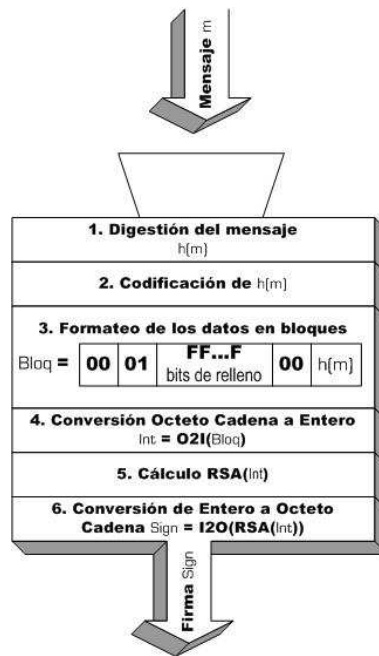 Mensaje m
1. Digestión del mensaje
h{m}
2. Codificación de h{m}
3. Formateo de los datos en bloques
Bloq = 00 01 FF...F 00 h{m}
bits de relleno
4. Conversión Octeto Cadena a Entero
Int = O2I(Bloq)
5. Cálculo RSA(Int)
6. Conversión de Entero a Octeto
Cadena Sign = I2O(RSA(Int))
Firma Sign